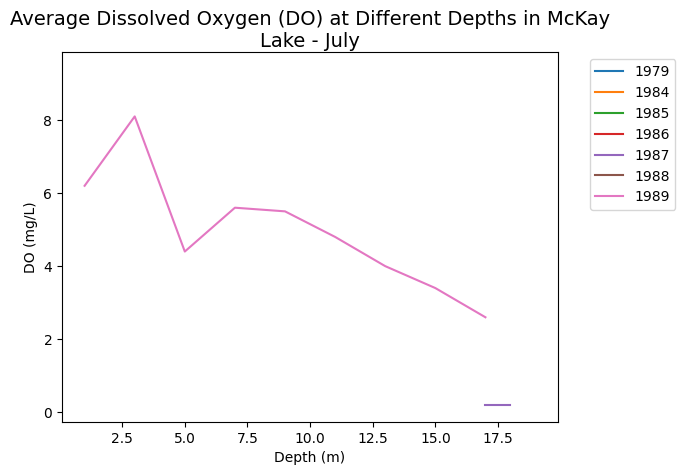 Average Dissolved Oxygen (DO) at Different Depths in McKay
Lake - July
1979
1984
1985
1986
1987
1988
1989
DO (mg/L)
8
6
4
2
0
2.5 5.0 7.5 10.0 12.5 15.0 17.5
Depth (m)